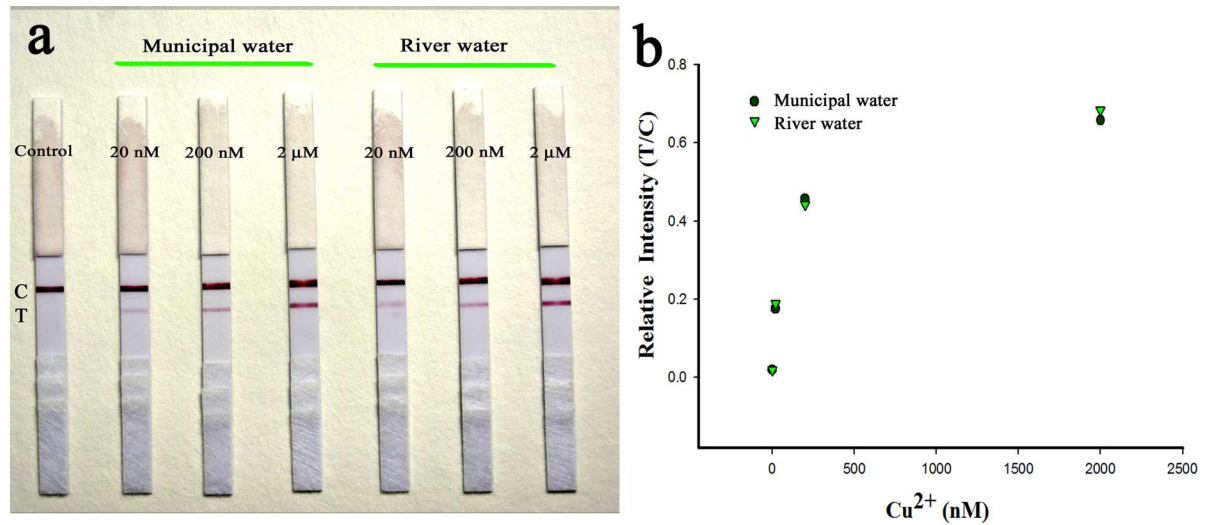 a
Municipal water
River water
Control
20 nM
200 nM
2 µM
20 nM
200 nM
2 µM
C
T
b
0.8
0.6
0.4
0.2
0.0
Relative Intensity (T/C)
Municipal water
River water
0
500
1000
1500
2000
2500
Cu2+ (nM)